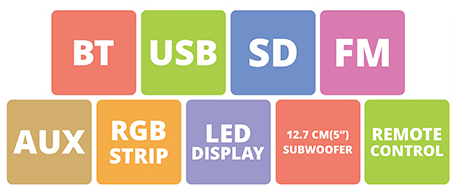 BT USB SD FM
AUX
RGB
STRIP
LED
DISPLAY
12.7 CM(5”)
SUBWOOFER
REMOTE
CONTROL